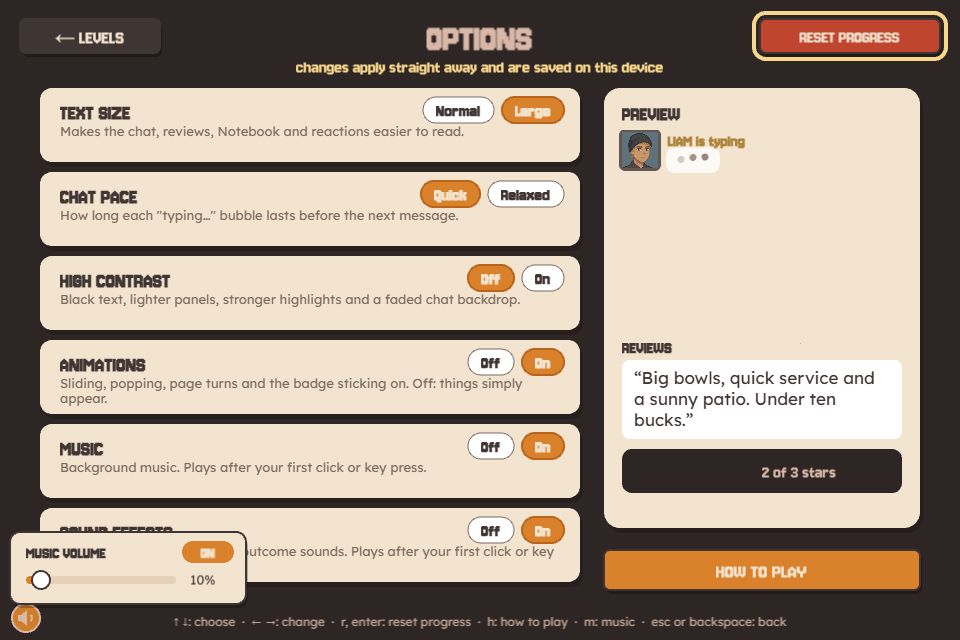 ← LEVELS
OPTIONS
RESET PROGRESS
changes apply straight away and are saved on this device
TEXT SIZE
Normal
Large
Makes the chat, reviews, Notebook and reactions easier to read.
CHAT PACE
Quick
Relaxed
How long each "typing…" bubble lasts before the next message.
HIGH CONTRAST
Off
On
Black text, lighter panels, stronger highlights and a faded chat backdrop.
ANIMATIONS
Off
On
Sliding, popping, page turns and the badge sticking on. Off: things simply
appear.
MUSIC
Off
On
Background music. Plays after your first click or key press.
SOUND EFFECTS
Off
On
outcome sounds. Plays after your first click or key
MUSIC VOLUME
ON
10%
PREVIEW
LIAM is typing
REVIEWS
“Big bowls, quick service and
a sunny patio. Under ten
bucks.”
2 of 3 stars
HOW TO PLAY
↑ ↓: choose · ← →: change · r, enter: reset progress · h: how to play · m: music · esc or backspace: back